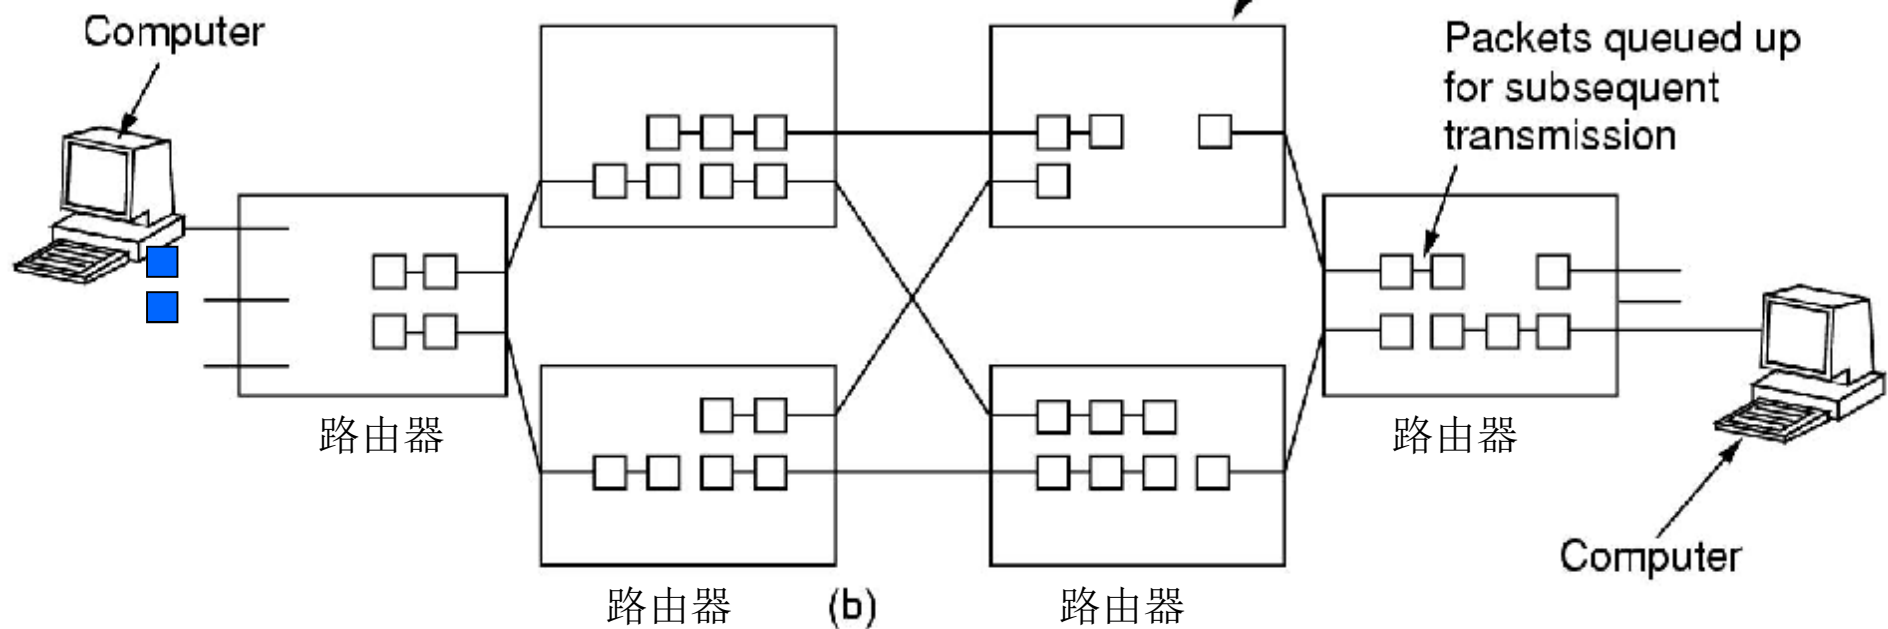 Computer
Packets queued up
for subsequent
transmission
路由器
路由器
Computer
路由器
(b)
路由器